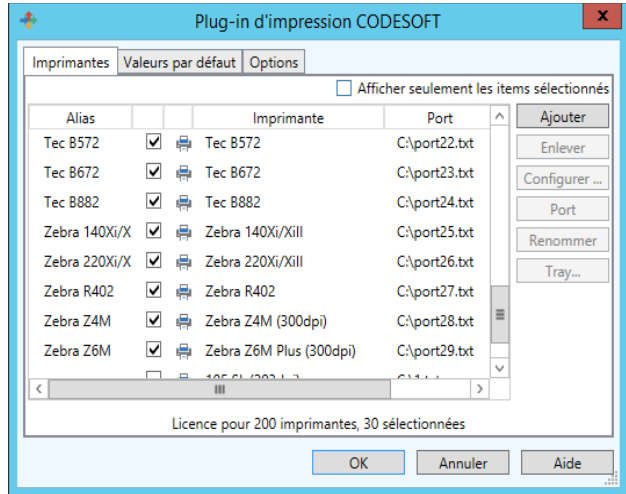 Plug-in d'impression CODESOFT
x
Imprimantes Valeurs par défaut Options
Afficher seulement les items sélectionnés
Alias Imprimante Port Ajouter
Tec B572 Tec B572 C:\port22.txt Enlever
Tec B672 Tec B672 C:\port23.txt Configurer ...
Tec B882 Tec B882 C:\port24.txt Port
Zebra 140Xi/X Zebra 140Xi/XiII C:\port25.txt Renommer
Zebra 220Xi/X Zebra 220Xi/XiII C:\port26.txt Tray...
Zebra R402 Zebra R402 C:\port27.txt
Zebra Z4M Zebra Z4M (300dpi) C:\port28.txt
Zebra Z6M Zebra Z6M Plus (300dpi) C:\port29.txt
Licence pour 200 imprimantes, 30 sélectionnées
OK Annuler Aide